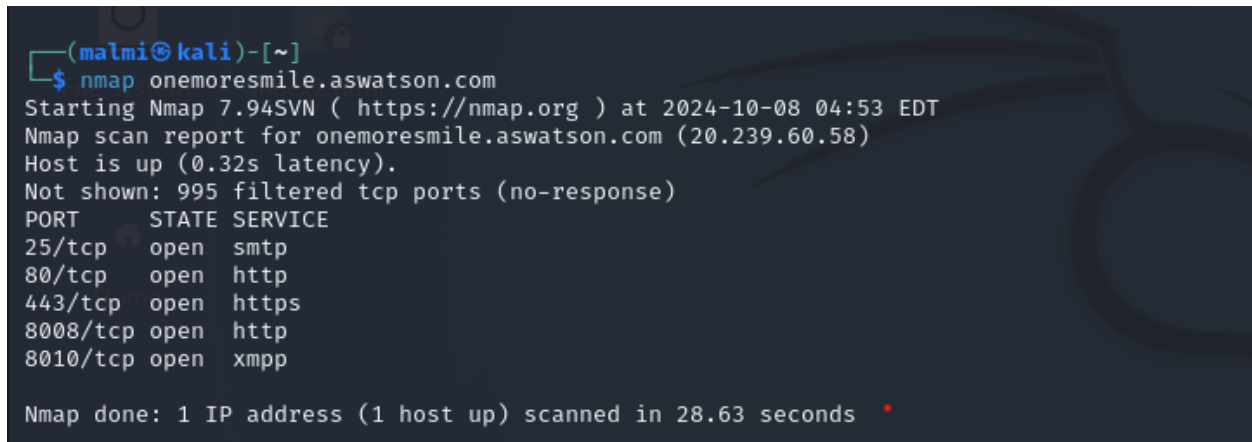 (malmi㉿kali)-[~]
$ nmap onemoresmile.aswatson.com
Starting Nmap 7.94SVN ( https://nmap.org ) at 2024-10-08 04:53 EDT
Nmap scan report for onemoresmile.aswatson.com (20.239.60.58)
Host is up (0.32s latency).
Not shown: 995 filtered tcp ports (no-response)
PORT     STATE SERVICE
25/tcp   open  smtp
80/tcp   open  http
443/tcp  open  https
8008/tcp open  http
8010/tcp open  xmpp
Nmap done: 1 IP address (1 host up) scanned in 28.63 seconds